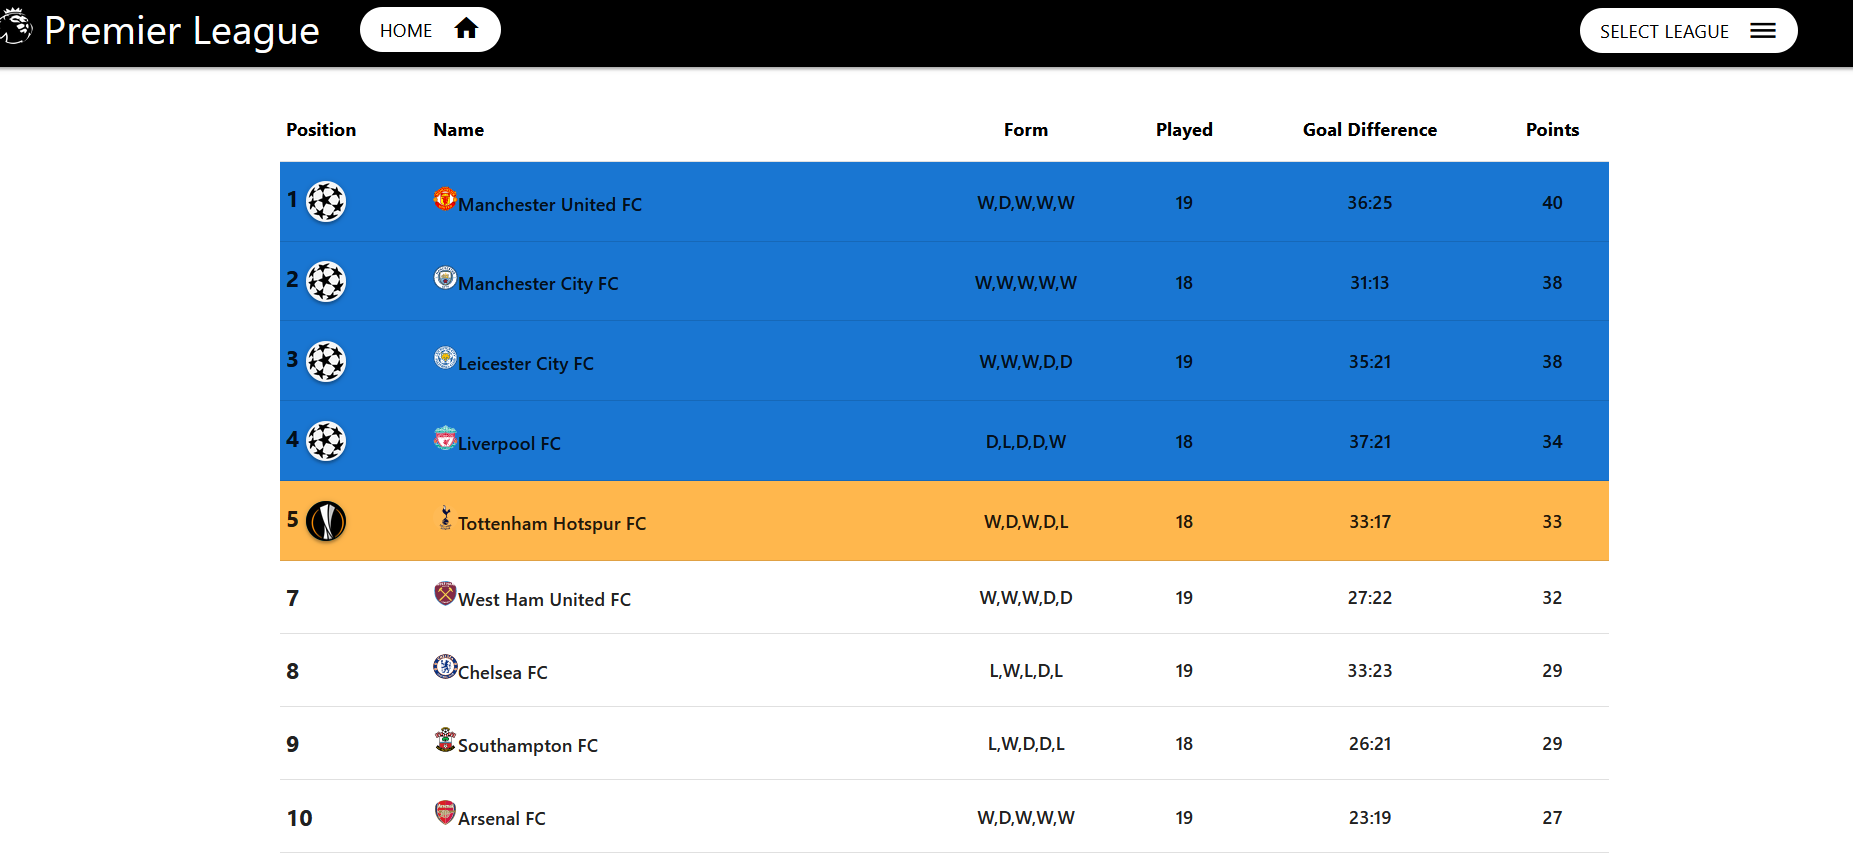 Premier League HOME SELECT LEAGUE
Position Name Form Played Goal Difference Points
1 Manchester United FC W,D,W,W,W 19 36:25 40
2 Manchester City FC W,W,W,W,W 18 31:13 38
3 Leicester City FC W,W,W,D,D 19 35:21 38
4 Liverpool FC D,L,D,D,W 18 37:21 34
5 Tottenham Hotspur FC W,D,W,D,L 18 33:17 33
7 West Ham United FC W,W,W,D,D 19 27:22 32
8 Chelsea FC L,W,L,D,L 19 33:23 29
9 Southampton FC L,W,D,D,L 18 26:21 29
10 Arsenal FC W,D,W,W,W 19 23:19 27